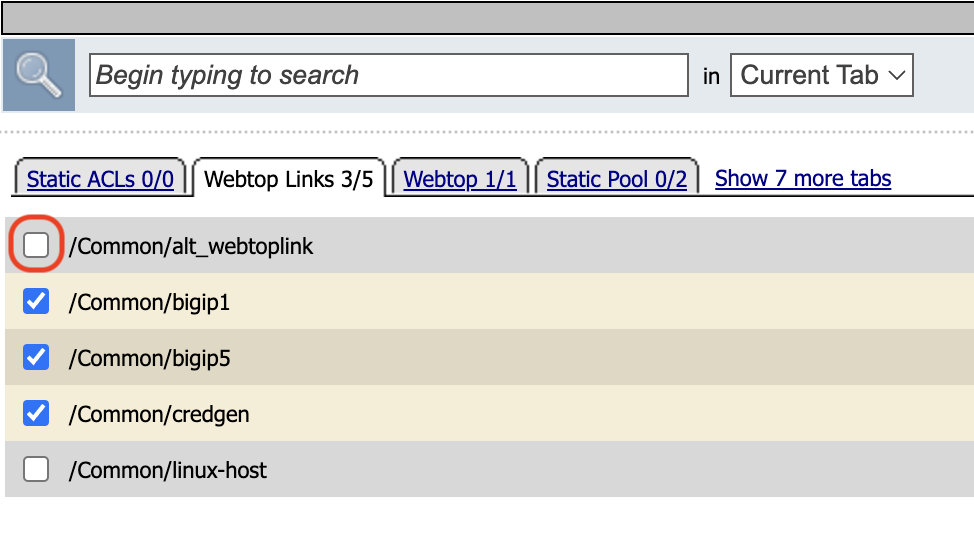 Begin typing to search in Current Tab
Static ACLs 0/0 Webtop Links 3/5 Webtop 1/1 Static Pool 0/2 Show 7 more tabs
/Common/alt_webtoplink
/Common/bigip1
/Common/bigip5
/Common/credgen
/Common/linux-host